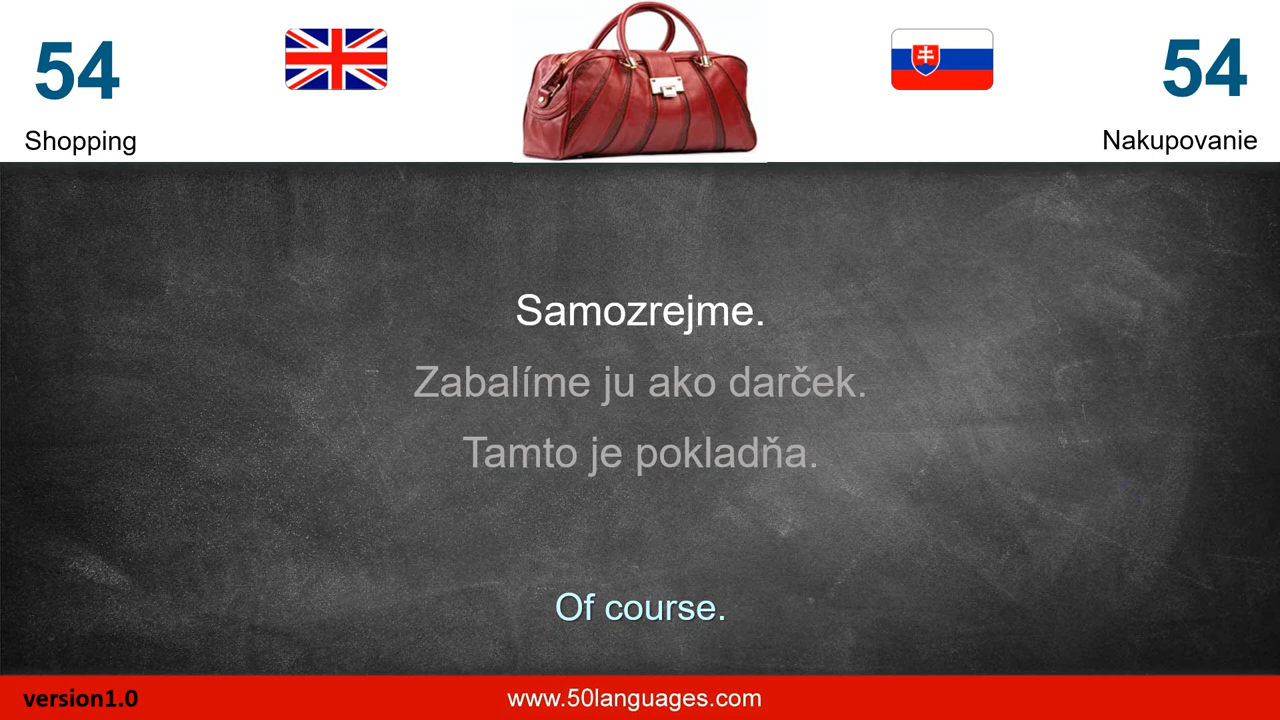 54
54
Shopping
Nakupovanie
Samozrejme.
Zabalíme ju ako darček.
Tamto je pokladňa.
Of course.
version1.0
www.50languages.com